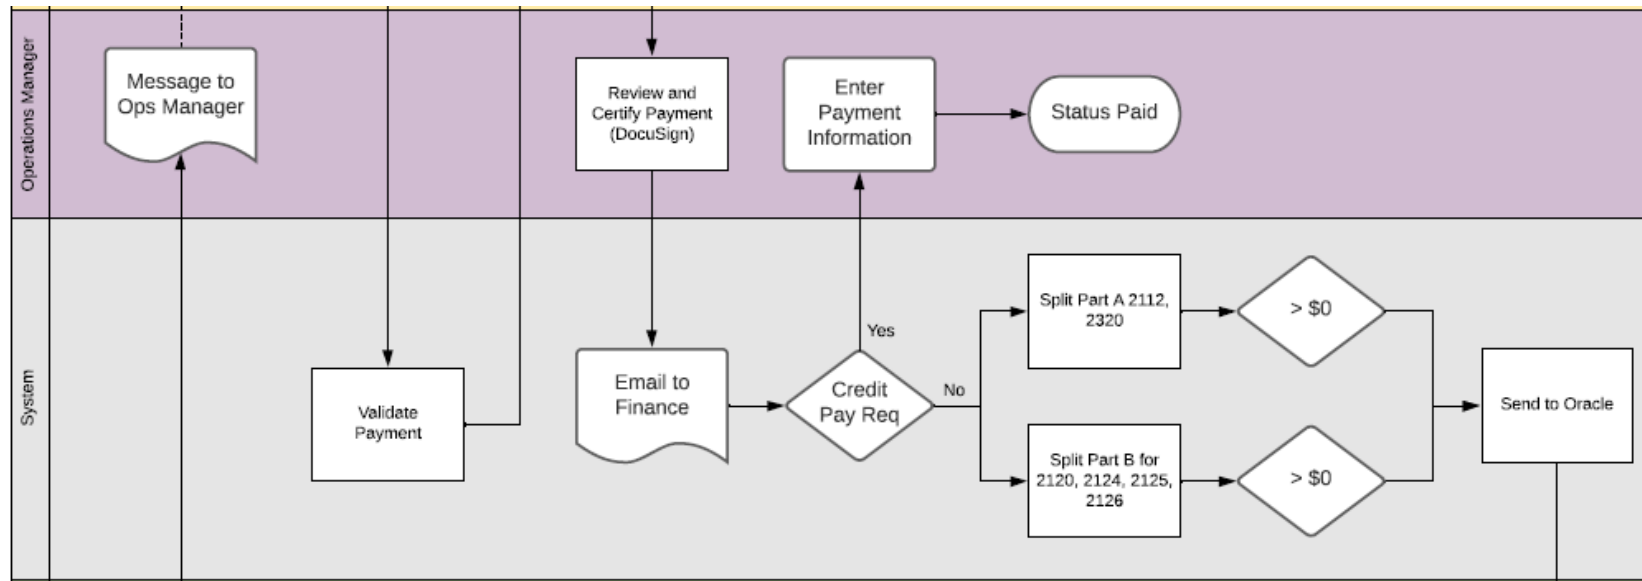 Operations Manager
Message to
Ops Manager
Review and
Certify Payment
(DocuSign)
Enter
Payment
Information
Status Paid
System
Validate
Payment
Email to
Finance
Credit
Pay Req
Yes
No
Split Part A 2112,
2320
> $0
Split Part B for
2120, 2124, 2125,
2126
> $0
Send to Oracle